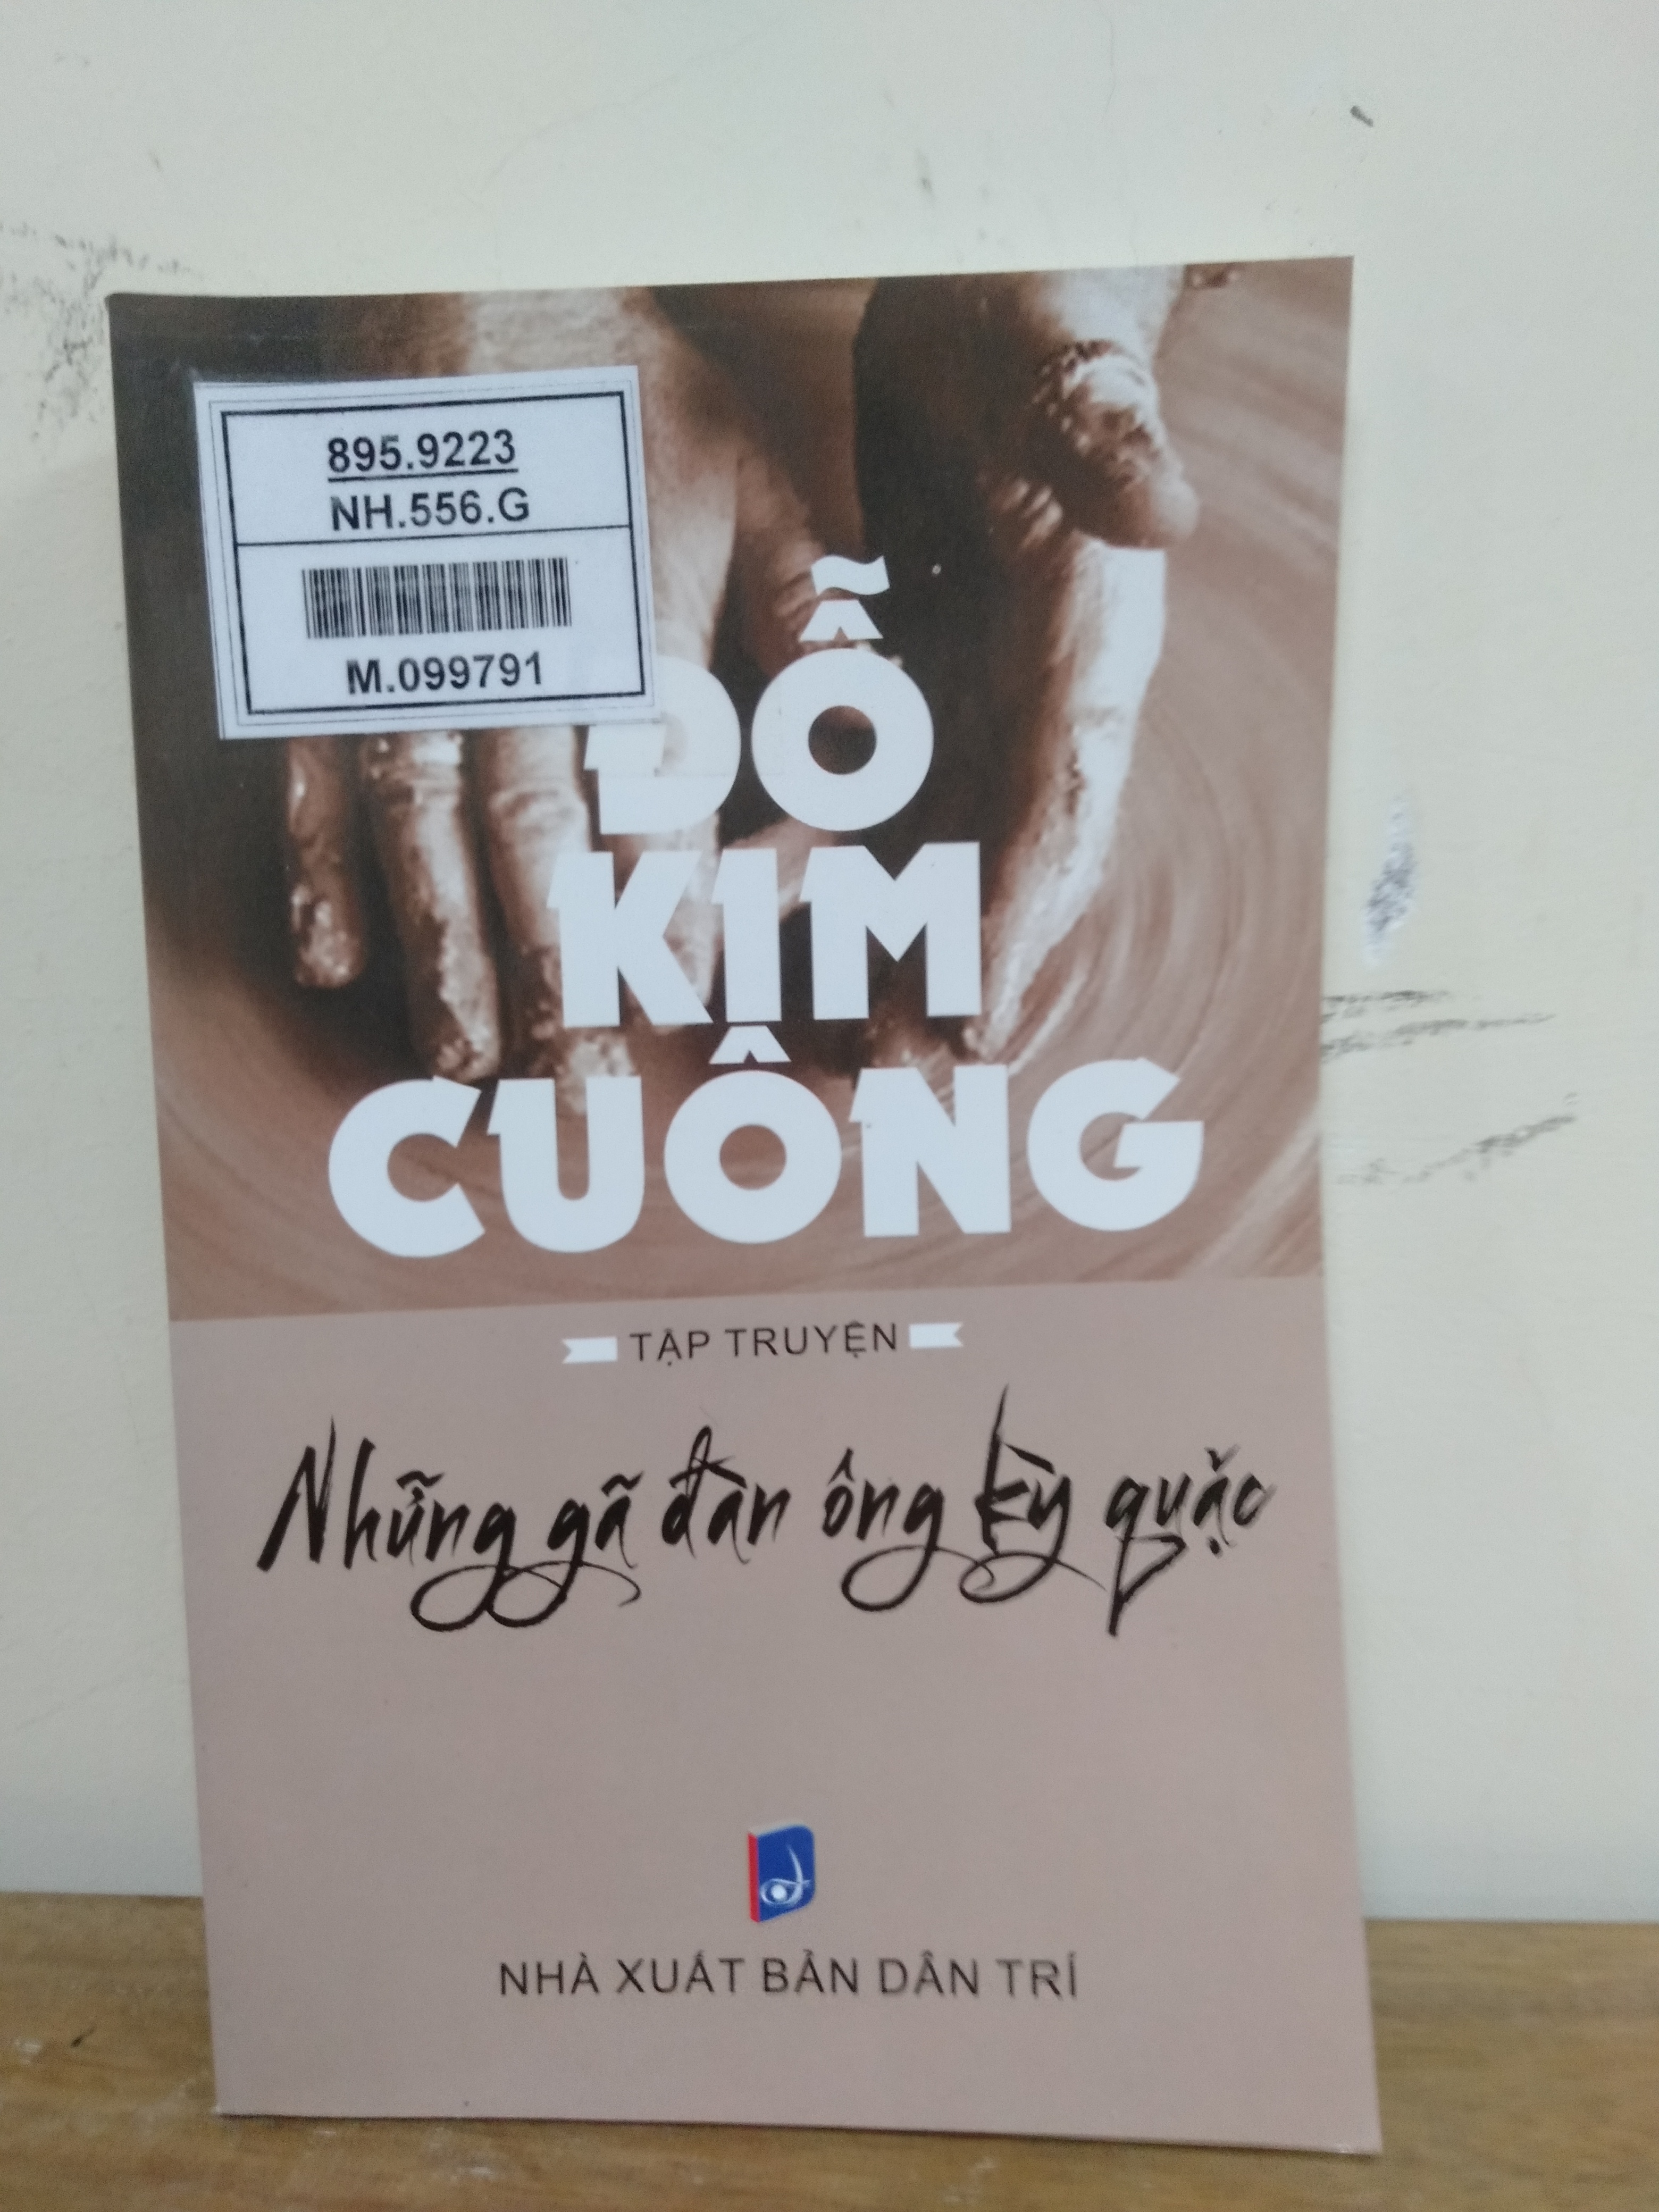 895.9223
NH.556.G
M.099791
ĐỖ
KIM
CUÔNG
TẬP TRUYỆN
Những gã đàn ông kỳ quặc
NHÀ XUẤT BẢN DÂN TRÍ